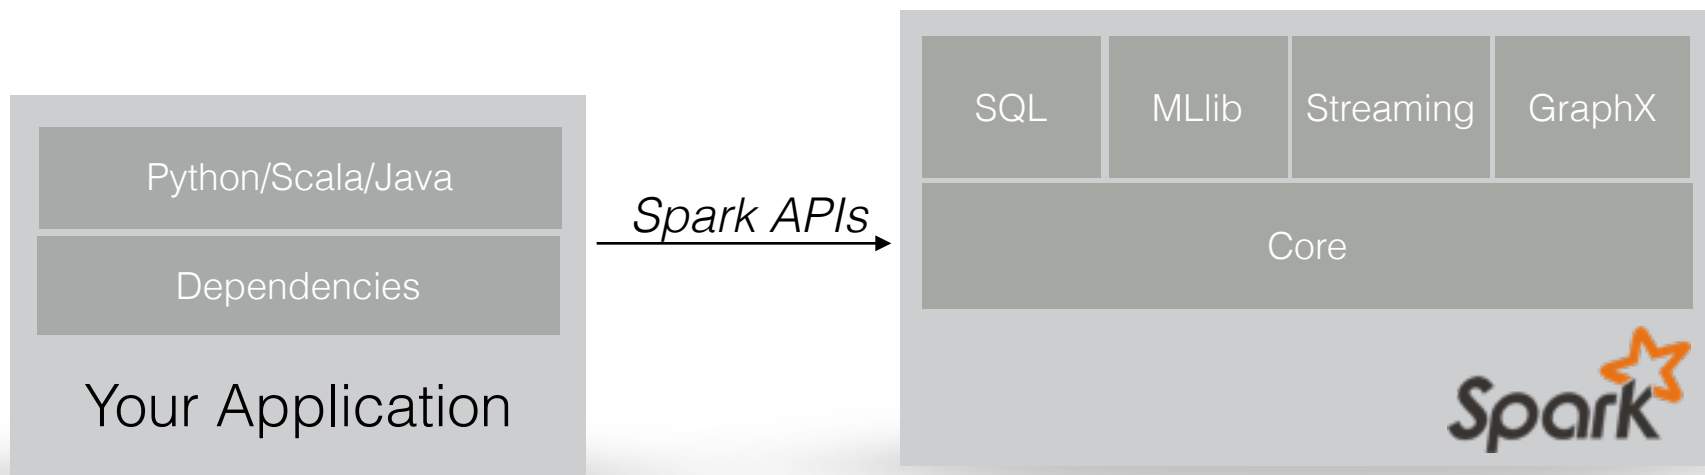 Python/Scala/Java
Dependencies
Your Application
Spark APIs
SQL
MLlib
Streaming
GraphX
Core
Spark